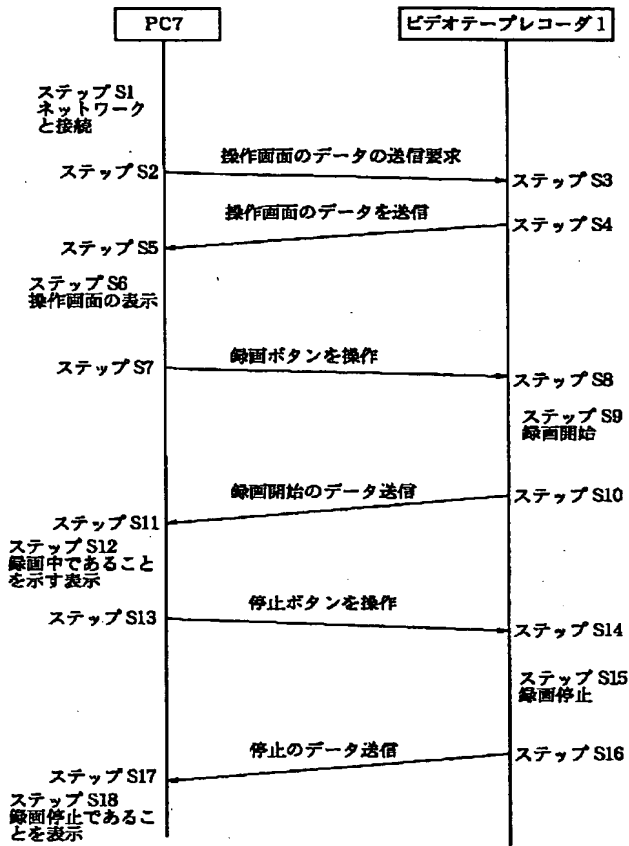 PC7
ビデオテープレコーダ1
ステップS1
ネットワーク
と接続
操作画面のデータの送信要求
ステップS2
ステップS3
操作画面のデータを送信
ステップS4
ステップS5
ステップS6
操作画面の表示
録画ボタンを操作
ステップS7
ステップS8
ステップS9
録画開始
録画開始のデータ送信
ステップS10
ステップS11
ステップS12
録画中であること
を示す表示
停止ボタンを操作
ステップS13
ステップS14
ステップS15
録画停止
停止のデータ送信
ステップS16
ステップS17
ステップS18
録画停止であるこ
とを表示